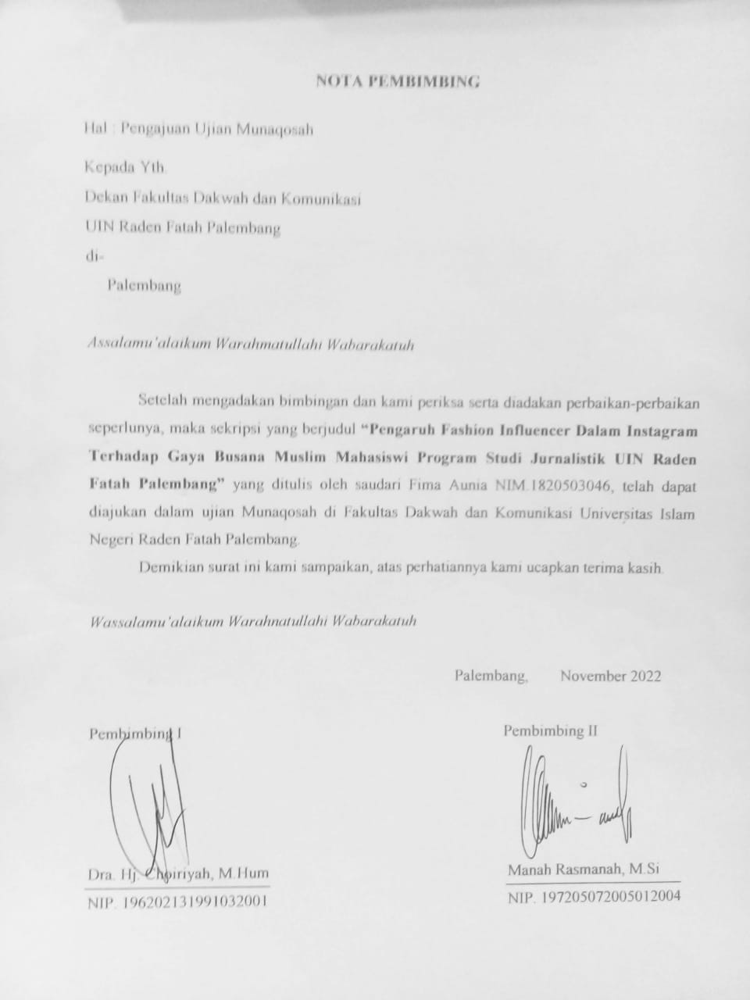 NOTA PEMBIMBING
Hal : Pengajuan Ujian Munaqosah
Kepada Yth.
Dekan Fakultas Dakwah dan Komunikasi
UIN Raden Fatah Palembang
di-
Palembang
Assalamu'alaikum Warahmatullahi Wabarakatuh
Setelah mengadakan bimbingan dan kami periksa serta diadakan perbaikan-perbaikan
seperlunya, maka sekripsi yang berjudul “Pengaruh Fashion Influencer Dalam Instagram
Terhadap Gaya Busana Muslim Mahasiswi Program Studi Jurnalistik UIN Raden
Fatah Palembang” yang ditulis oleh saudari Fima Aunia NIM.1820503046, telah dapat
diajukan dalam ujian Munaqosah di Fakultas Dakwah dan Komunikasi Universitas Islam
Negeri Raden Fatah Palembang.
Demikian surat ini kami sampaikan, atas perhatiannya kami ucapkan terima kasih.
Wassalamu'alaikum Warahnatullahi Wabarakatuh
Palembang, November 2022
Pembimbing I
Pembimbing II
Dra. Hj. Choiriyah, M.Hum
Manah Rasmanah, M.Si
NIP. 196202131991032001
NIP. 197205072005012004